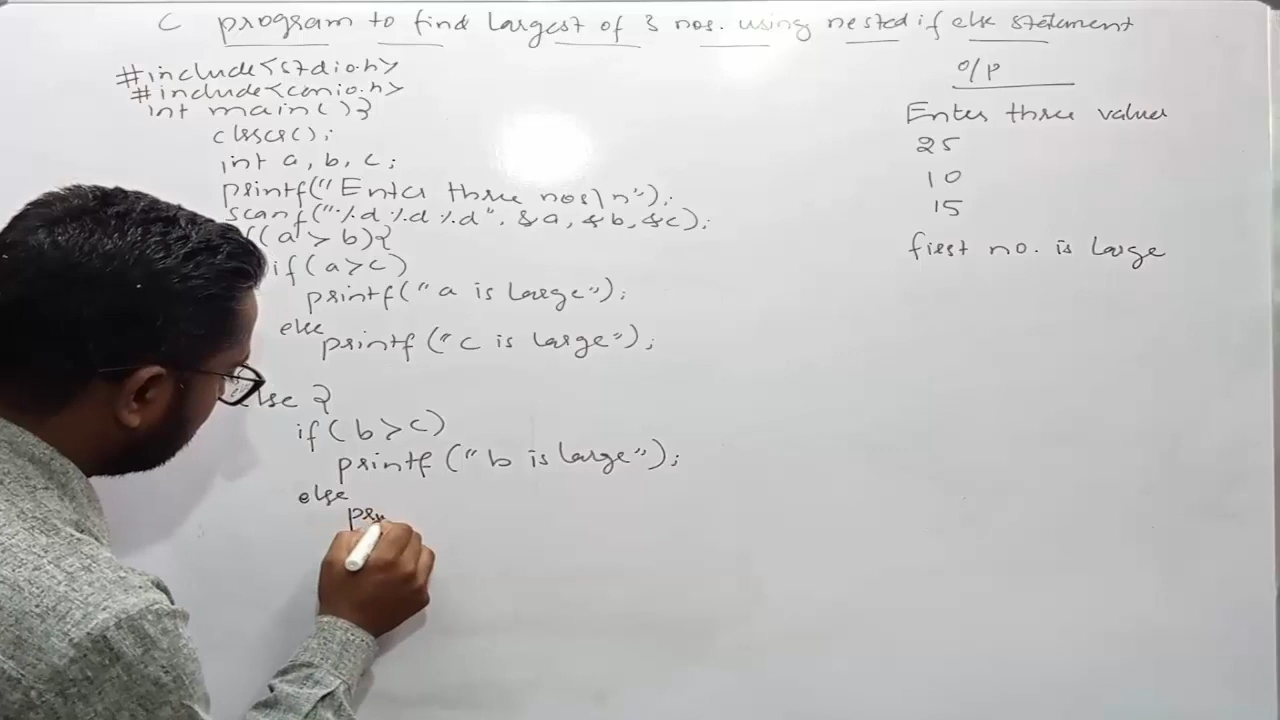 C program to find largest of 3 nos. using nested if else statement
#include<stdio.h>
#include<conio.h>
int main(){
clrscr();
int a, b, c;
printf("Enter three nos\n");
scanf("%d %d %d", &a, &b, &c);
(a > b){
if(a>c)
printf("a is large");
else
printf("c is large");
else {
if(b>c)
printf("b is large");
else
O/P
Enter three values
25
10
15
first no. is large